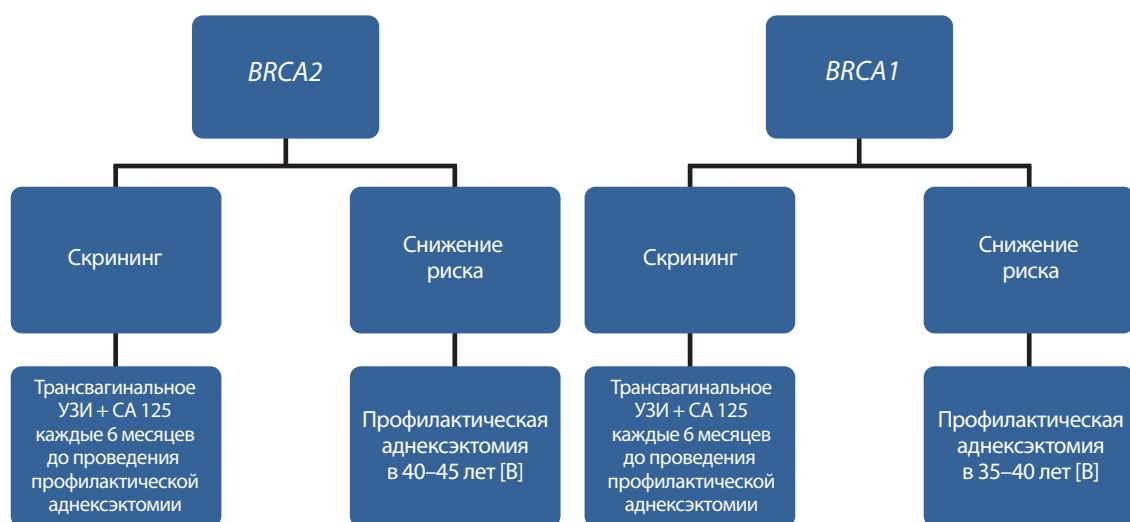 BRCA2
Скрининг
Снижение
риска
Трансвагинальное
УЗИ + СА 125
каждые 6 месяцев
до проведения
профилактической
аднексэктомии
Профилактическая
аднексэктомия
в 40–45 лет [B]
BRCA1
Скрининг
Снижение
риска
Трансвагинальное
УЗИ + СА 125
каждые 6 месяцев
до проведения
профилактической
аднексэктомии
Профилактическая
аднексэктомия
в 35–40 лет [B]